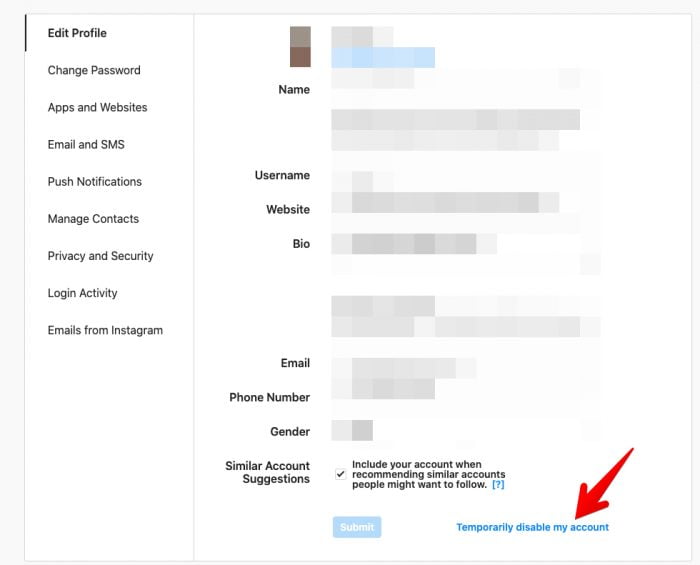 Edit Profile
Change Password
Apps and Websites
Email and SMS
Push Notifications
Manage Contacts
Privacy and Security
Login Activity
Emails from Instagram
Name
Username
Website
Bio
Email
Phone Number
Gender
Similar Account
Suggestions
Include your account when
recommending similar accounts
people might want to follow. [?]
Submit
Temporarily disable my account